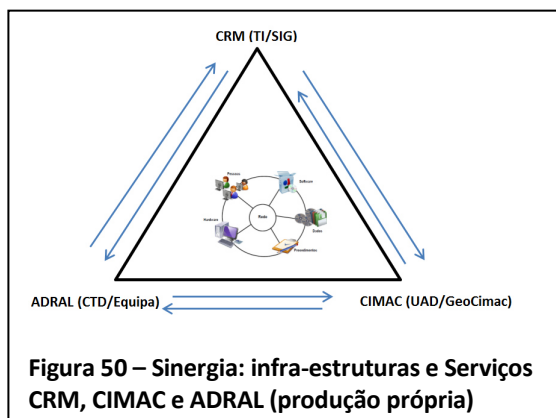 CRM (TI/SIG)
Pessoas
Software
Hardware
Rede
Dados
Procedimentos
ADRAL (CTD/Equipa)
CIMAC (UAD/GeoCimac)
Figura 50 – Sinergia: infra-estruturas e Serviços
CRM, CIMAC e ADRAL (produção própria)